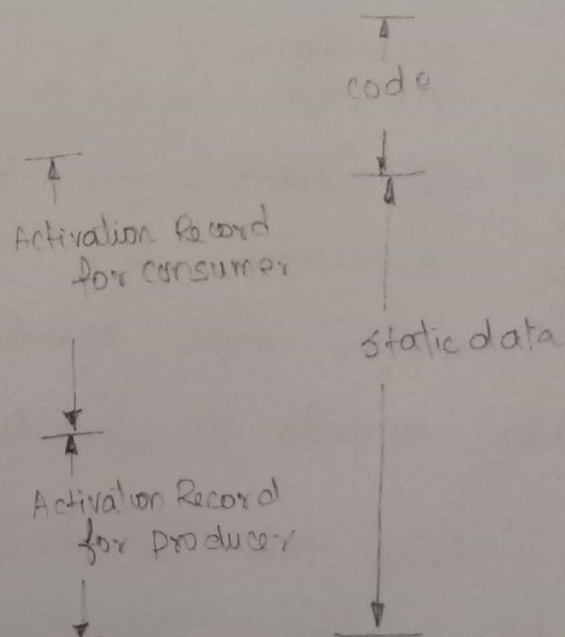 code
Activation Record
for consumer
static data
Activation Record
for producer